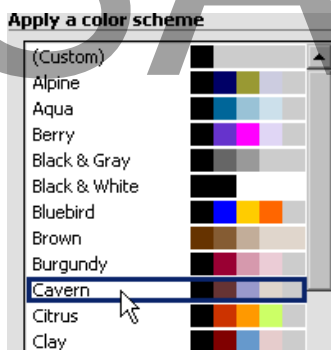 Apply a color scheme
(Custom)
Alpine
Aqua
Berry
Black & Gray
Black & White
Bluebird
Brown
Burgundy
Cavern
Citrus
Clay